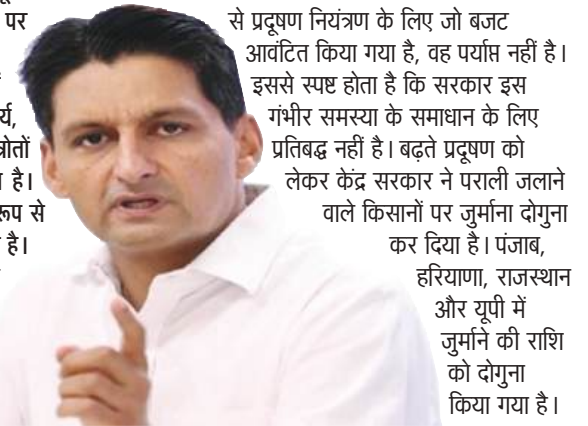 पर
र्य,
है।
रूप से
है।
से प्रदूषण नियंत्रण के लिए जो बजट
आवंटित किया गया है, वह पर्याप्त नहीं है।
इससे स्पष्ट होता है कि सरकार इस
गंभीर समस्या के समाधान के लिए
प्रतिबद्ध नहीं है। बढ़ते प्रदूषण को
लेकर केंद्र सरकार ने पराली जलाने
वाले किसानों पर जुर्माना दोगुना
कर दिया है। पंजाब,
हरियाणा, राजस्थान
और यूपी में
जुर्माने की राशि
को दोगुना
किया गया है।